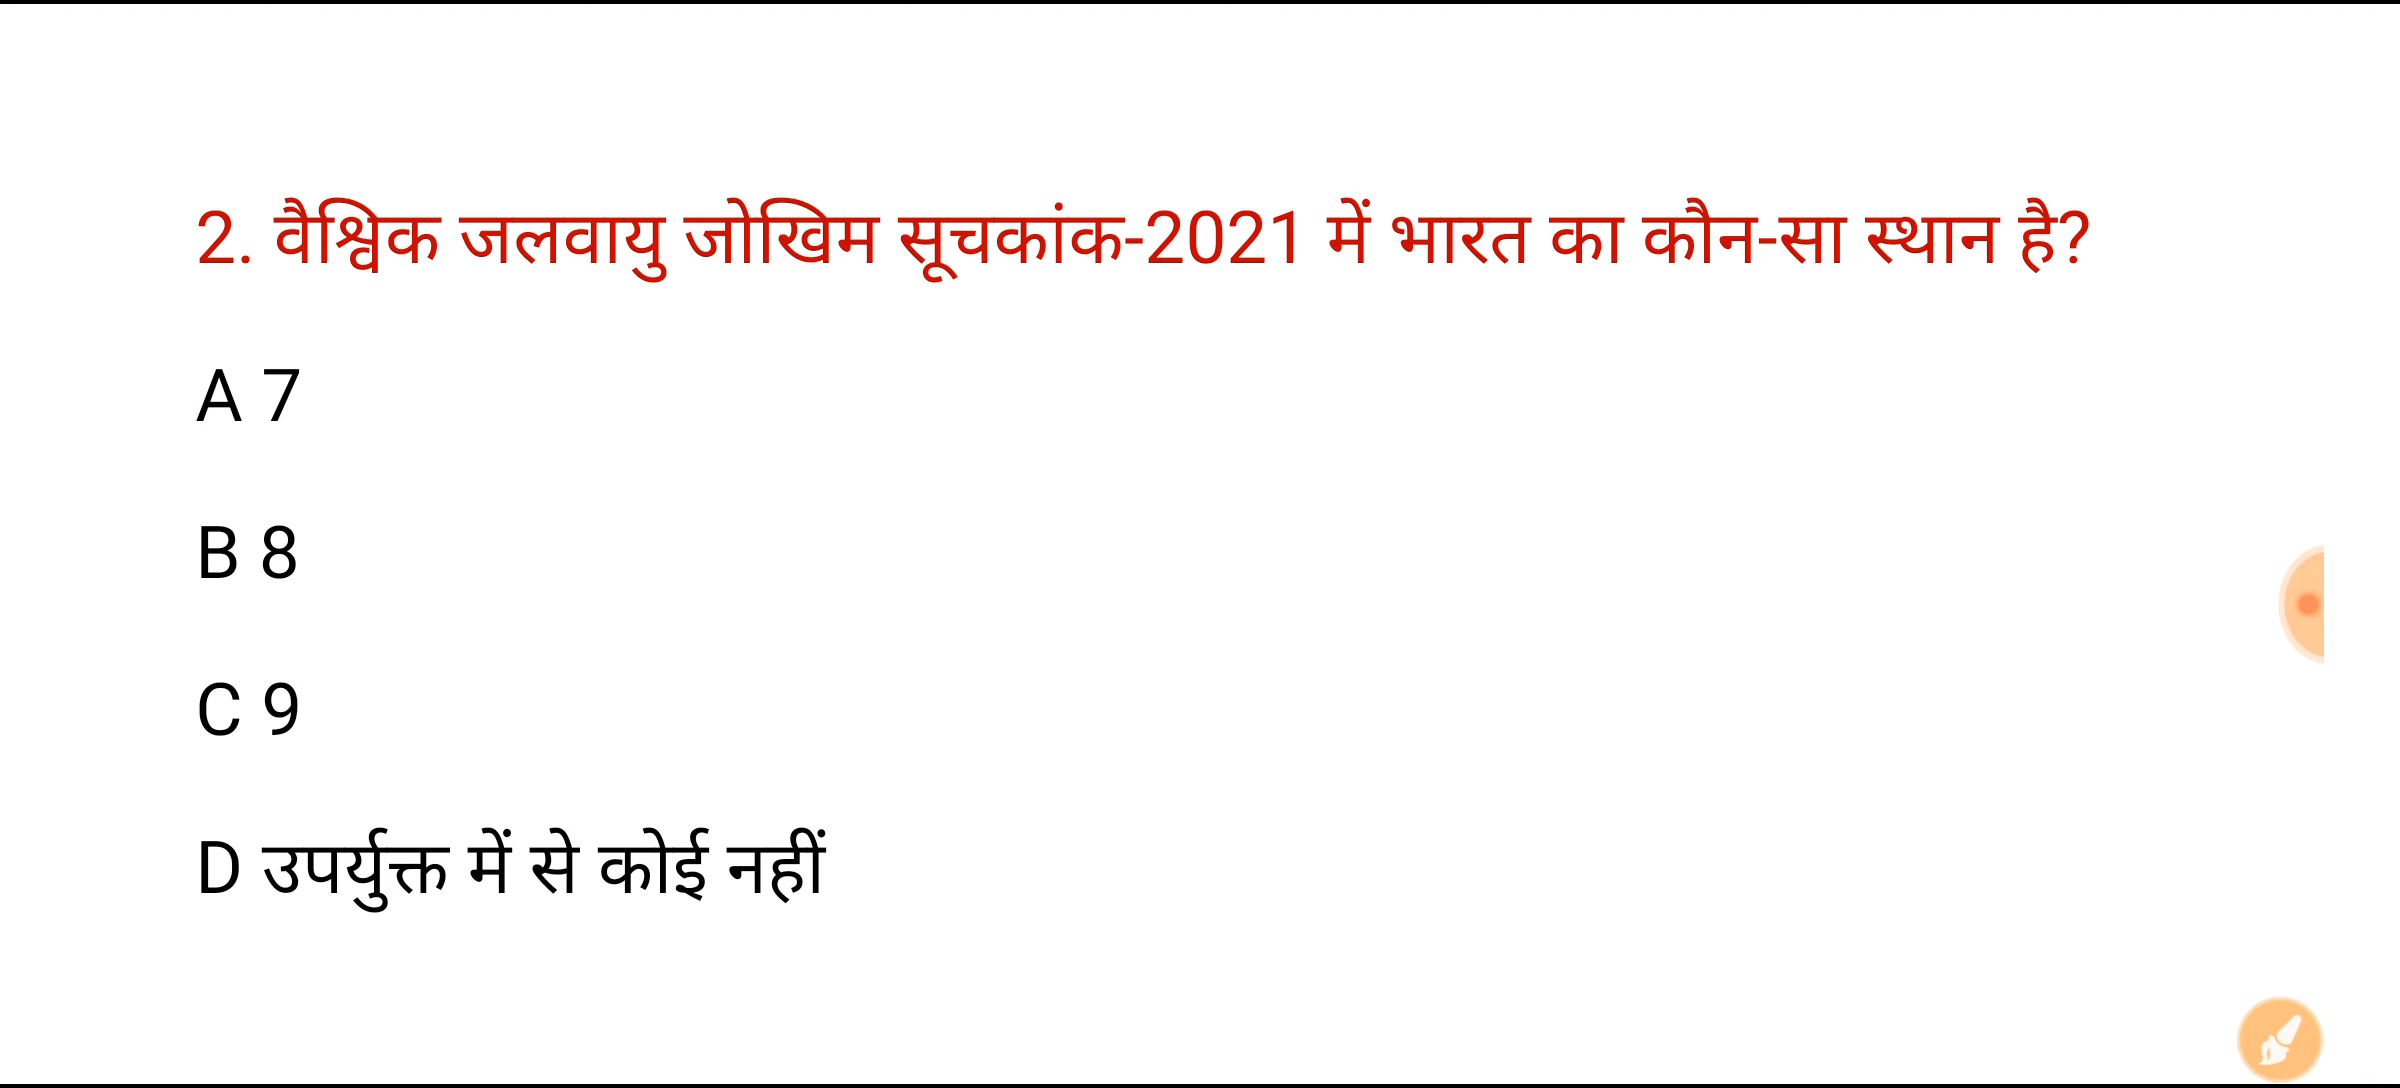 2. वैश्विक जलवायु जोखिम सूचकांक-2021 में भारत का कौन-सा स्थान है?
A 7
B 8
C 9
D उपर्युक्त में से कोई नहीं